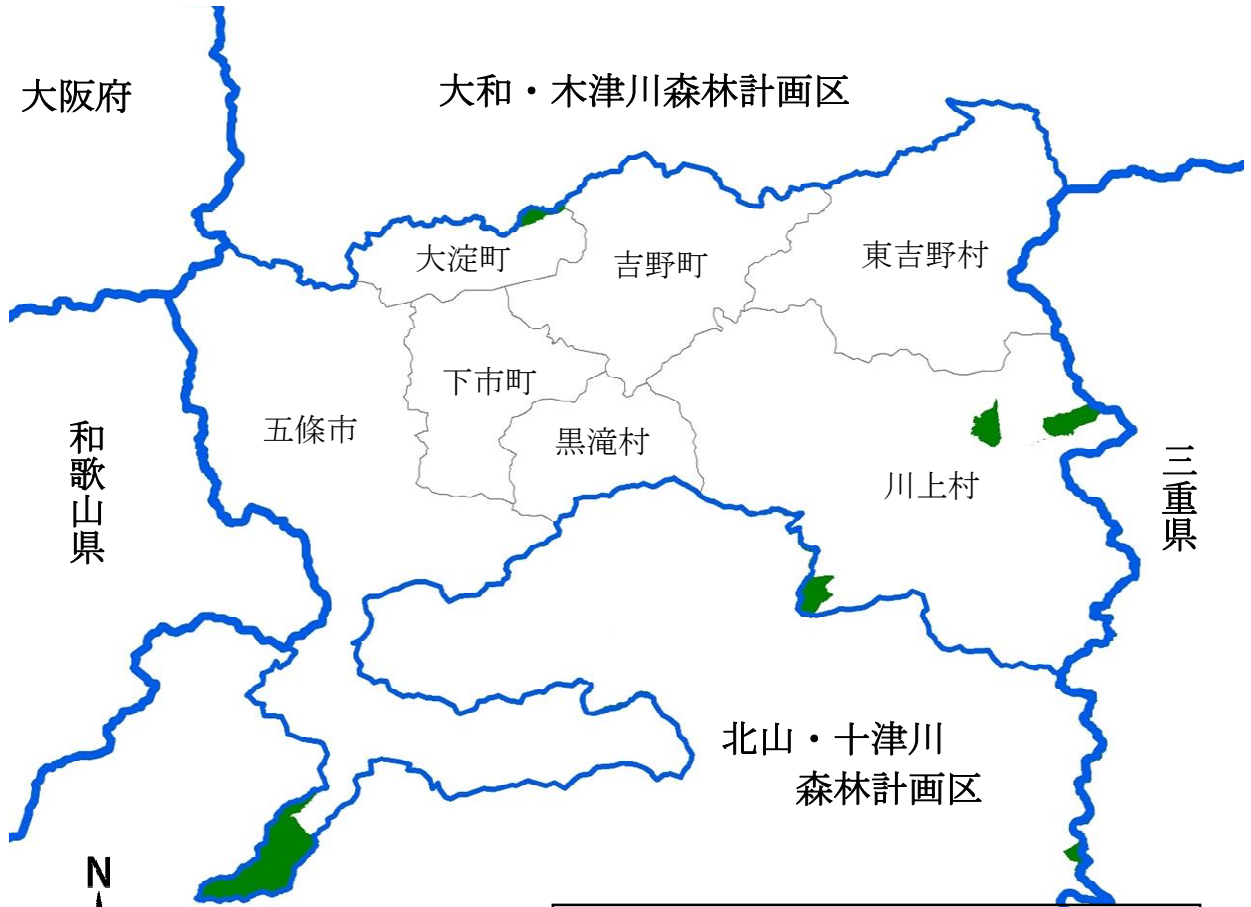 大阪府
大和・木津川森林計画区
大淀町
吉野町
東吉野村
下市町
五條市
黒滝村
川上村
和歌山県
三重県
北山・十津川
森林計画区
N